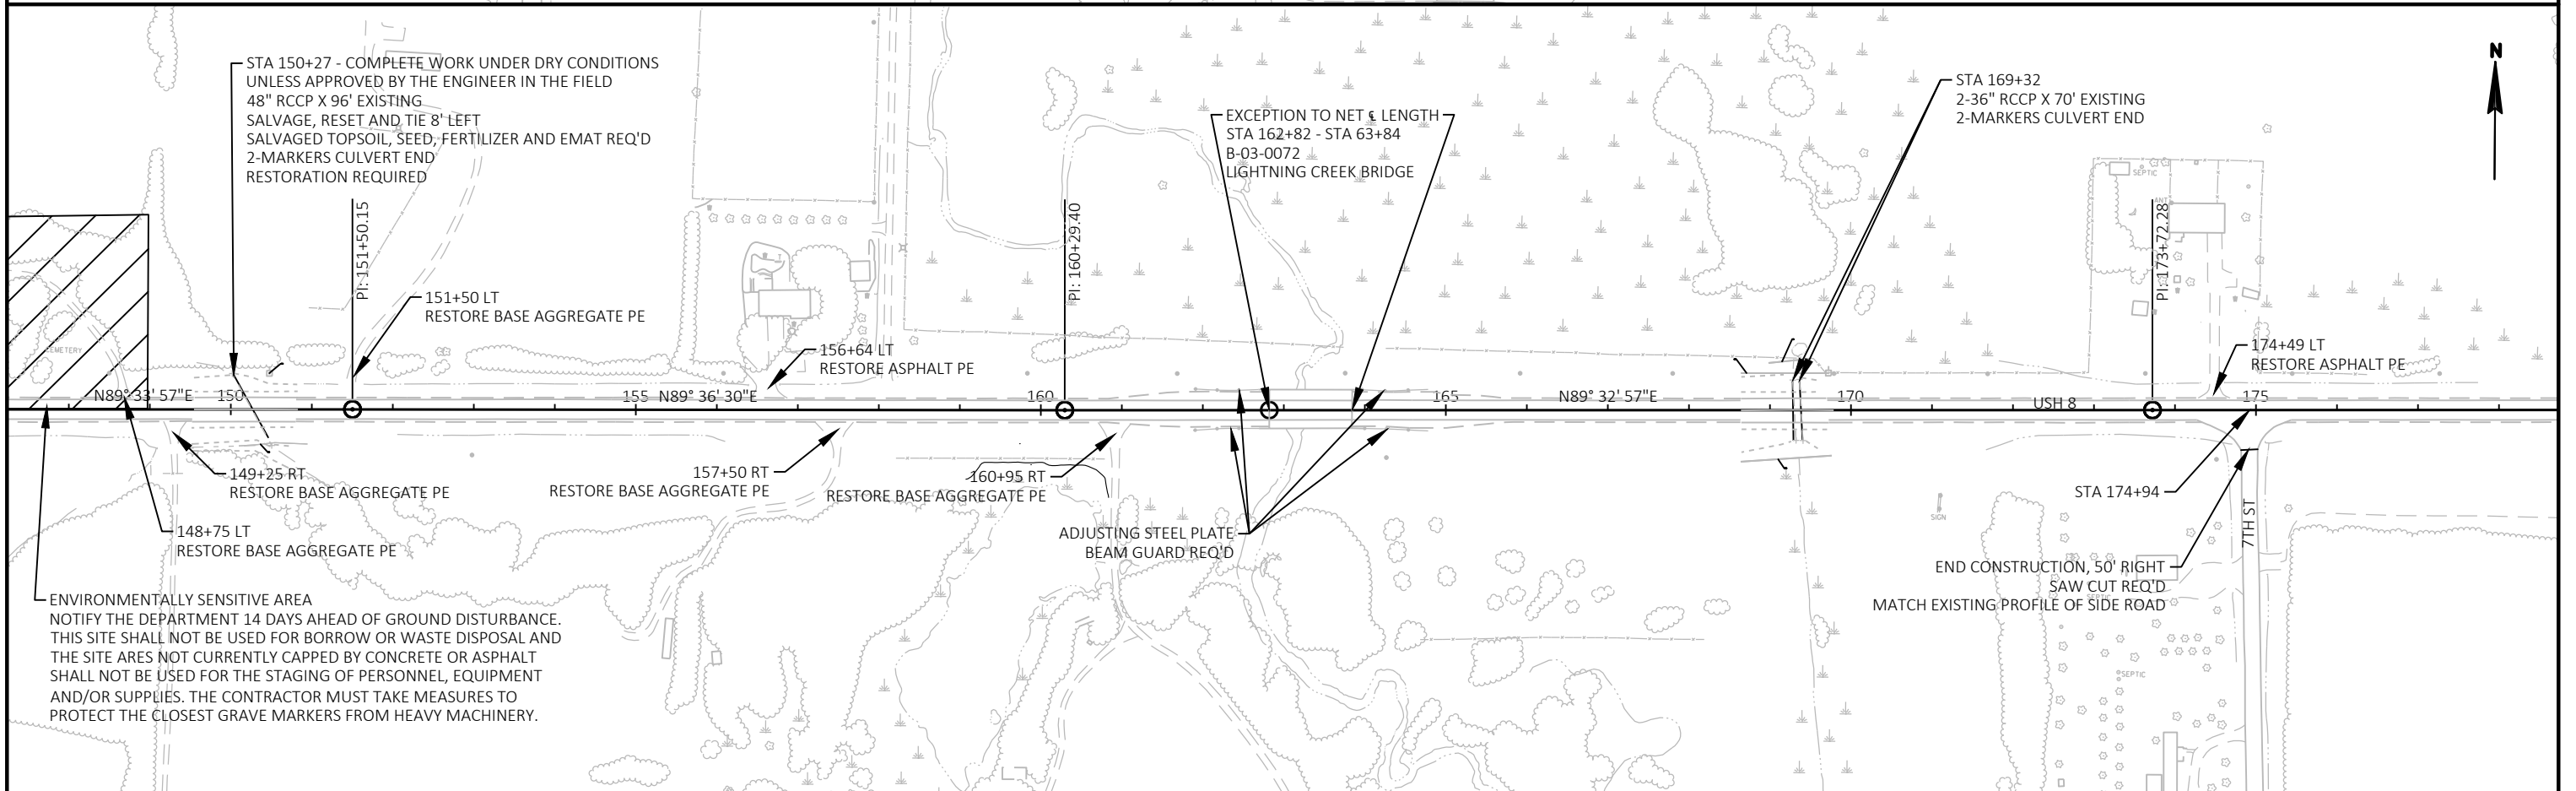 STA 150+27 - COMPLETE WORK UNDER DRY CONDITIONS
UNLESS APPROVED BY THE ENGINEER IN THE FIELD
48" RCCP X 96' EXISTING
SALVAGE, RESET AND TIE 8' LEFT
SALVAGED TOPSOIL, SEED, FERTILIZER AND EMAT REQ'D
2-MARKERS CULVERT END
RESTORATION REQUIRED
EXCEPTION TO NET ℄ LENGTH
STA 162+82 - STA 63+84
B-03-0072
LIGHTNING CREEK BRIDGE
STA 169+32
2-36" RCCP X 70' EXISTING
2-MARKERS CULVERT END
N
PI: 151+50.15
PI: 160+29.40
PI: 173+72.28
SEPTIC
ANT
151+50 LT
RESTORE BASE AGGREGATE PE
156+64 LT
RESTORE ASPHALT PE
174+49 LT
RESTORE ASPHALT PE
CEMETERY
N89° 33' 57"E
150
155
N89° 36' 30"E
160
165
N89° 32' 57"E
170
USH 8
175
149+25 RT
RESTORE BASE AGGREGATE PE
148+75 LT
RESTORE BASE AGGREGATE PE
157+50 RT
RESTORE BASE AGGREGATE PE
160+95 RT
RESTORE BASE AGGREGATE PE
ADJUSTING STEEL PLATE
BEAM GUARD REQ'D
SIGN
STA 174+94
7TH ST
END CONSTRUCTION, 50' RIGHT
SAW CUT REQ'D
MATCH EXISTING PROFILE OF SIDE ROAD
SEPTIC
SEPTIC
ENVIRONMENTALLY SENSITIVE AREA
NOTIFY THE DEPARTMENT 14 DAYS AHEAD OF GROUND DISTURBANCE.
THIS SITE SHALL NOT BE USED FOR BORROW OR WASTE DISPOSAL AND
THE SITE ARES NOT CURRENTLY CAPPED BY CONCRETE OR ASPHALT
SHALL NOT BE USED FOR THE STAGING OF PERSONNEL, EQUIPMENT
AND/OR SUPPLIES. THE CONTRACTOR MUST TAKE MEASURES TO
PROTECT THE CLOSEST GRAVE MARKERS FROM HEAVY MACHINERY.